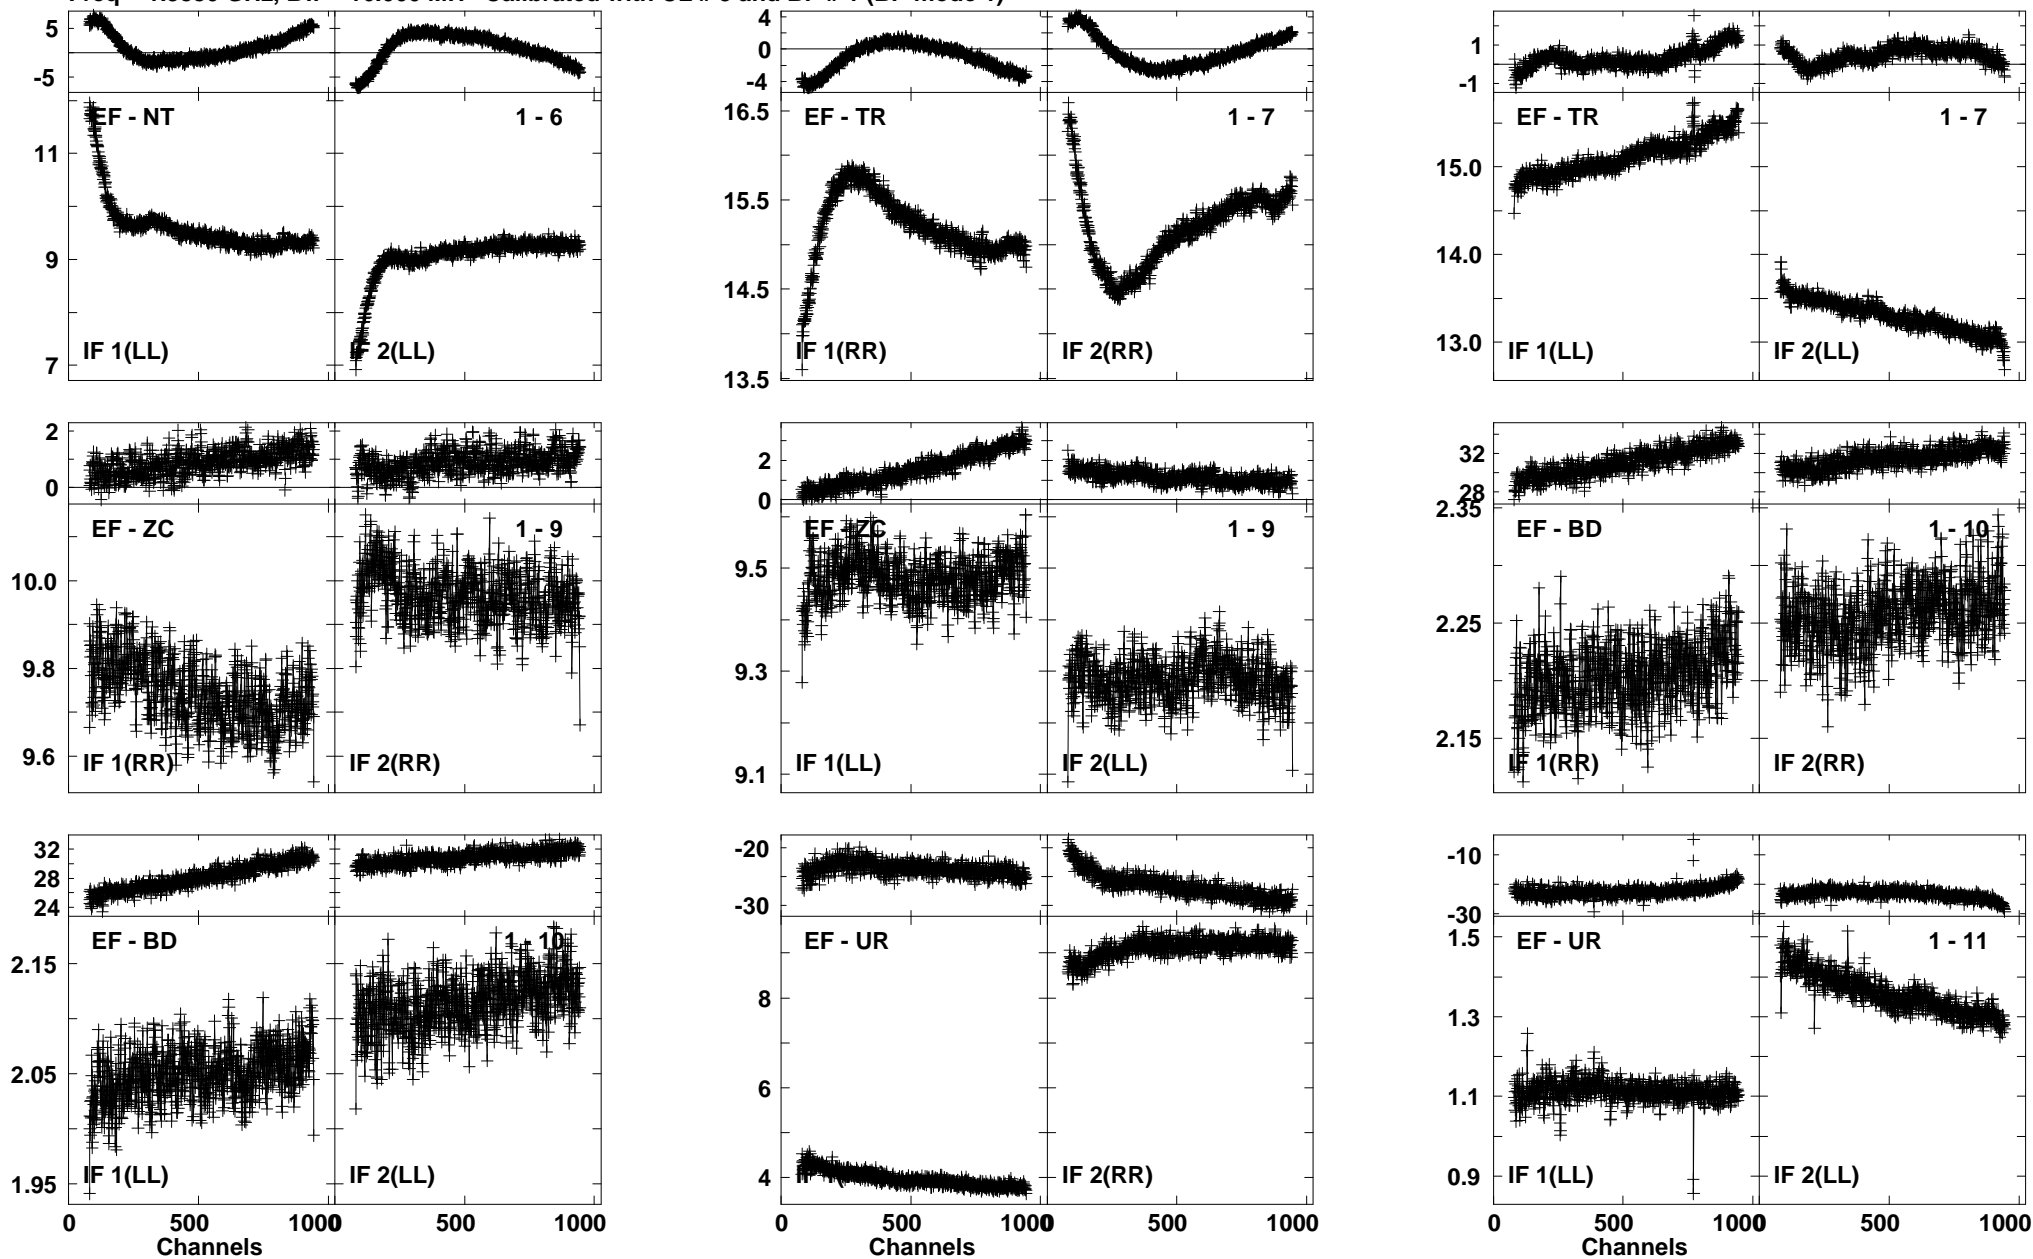 5
-5
EF - NT
1 - 6
11
9
7
IF 1(LL)
IF 2(LL)
4
0
-4
EF - TR
1 - 7
16.5
15.5
14.5
13.5
IF 1(RR)
IF 2(RR)
1
-1
EF - TR
1 - 7
15.0
14.0
13.0
IF 1(LL)
IF 2(LL)
2
0
EF - ZC
1 - 9
10.0
9.8
9.6
IF 1(RR)
IF 2(RR)
2
0
EF - ZC
1 - 9
9.5
9.3
9.1
IF 1(LL)
IF 2(LL)
32
28
EF - BD
1 - 10
2.35
2.25
2.15
IF 1(RR)
IF 2(RR)
32
28
24
EF - BD
1 - 10
2.15
2.05
1.95
IF 1(LL)
IF 2(LL)
0 500 1000 0 500 1000
Channels
-20
-30
EF - UR
8
6
4
IF 2(RR)
0 500 1000 0 500 1000
Channels
-10
-30
EF - UR
1 - 11
1.5
1.3
1.1
0.9
IF 1(LL)
IF 2(LL)
0 500 1000 0 500 1000
Channels